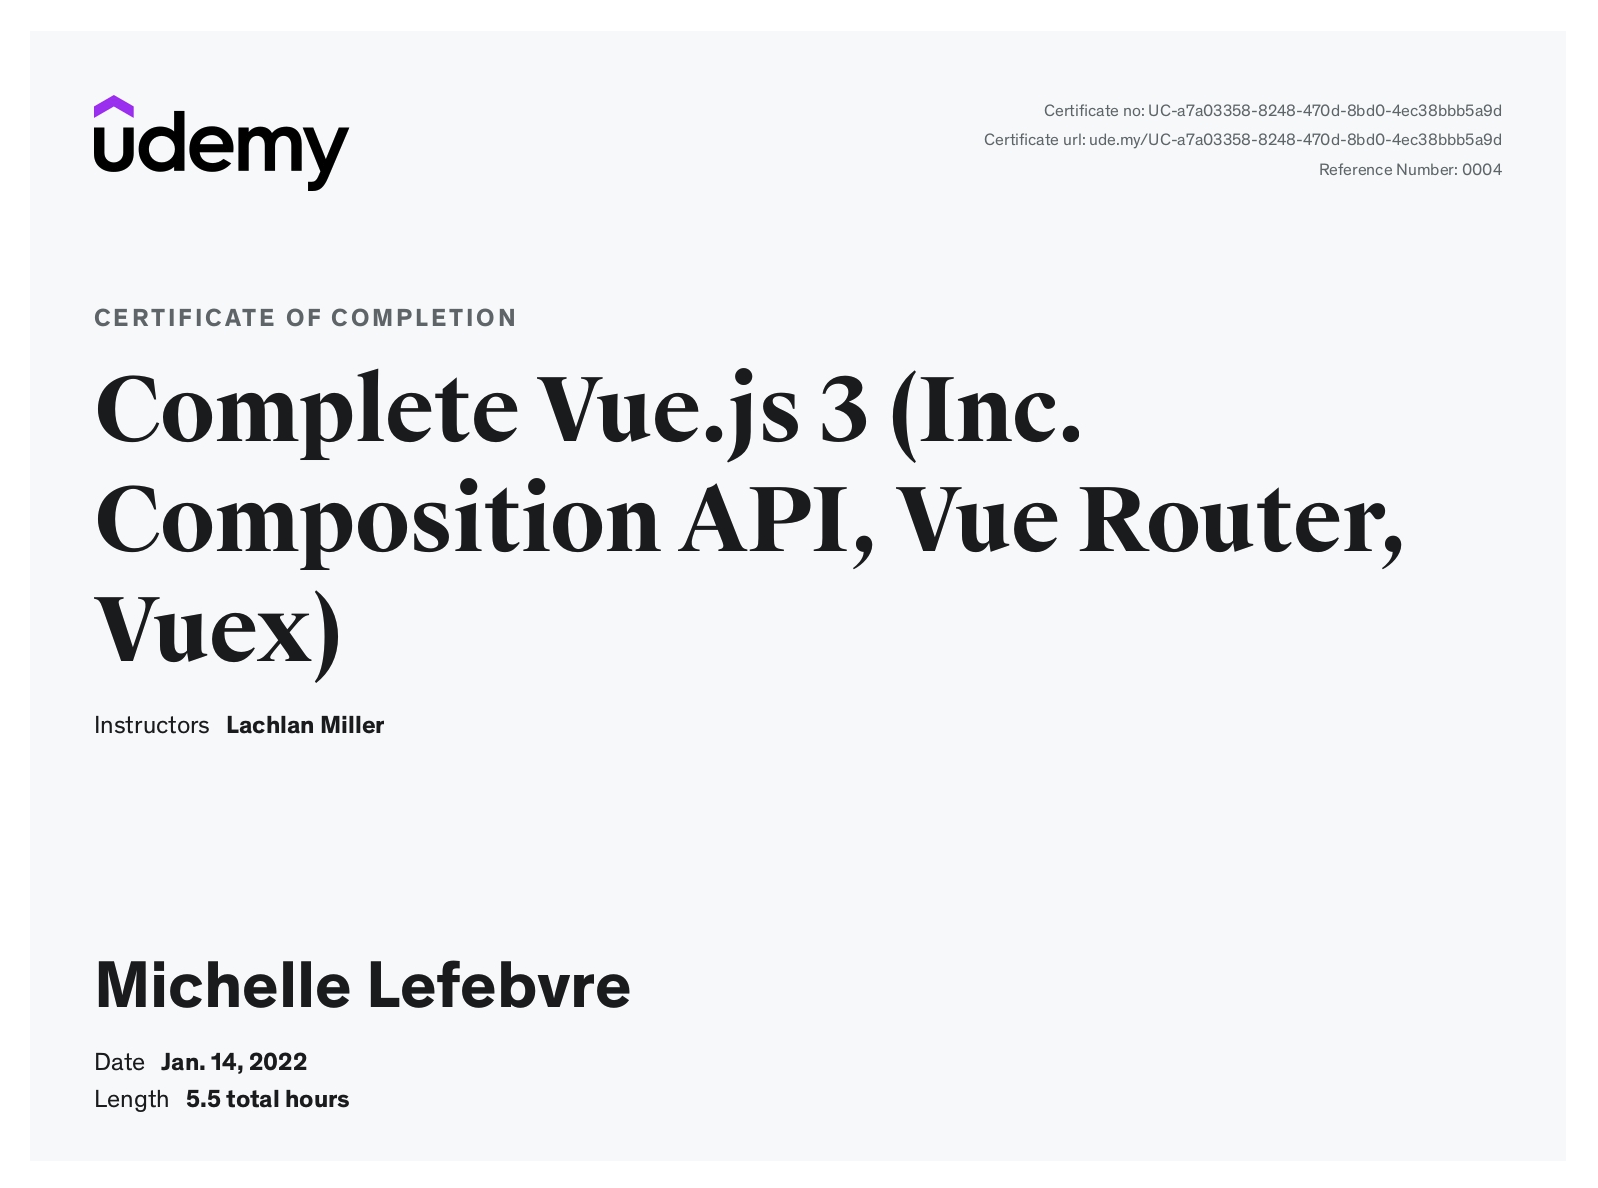 udemy
Certificate no: UC-a7a03358-8248-470d-8bd0-4ec38bbb5a9d
Certificate url: ude.my/UC-a7a03358-8248-470d-8bd0-4ec38bbb5a9d
Reference Number: 0004
CERTIFICATE OF COMPLETION
Complete Vue.js 3 (Inc.
Composition API, Vue Router,
Vuex)
Instructors Lachlan Miller
Michelle Lefebvre
Date Jan. 14, 2022
Length 5.5 total hours